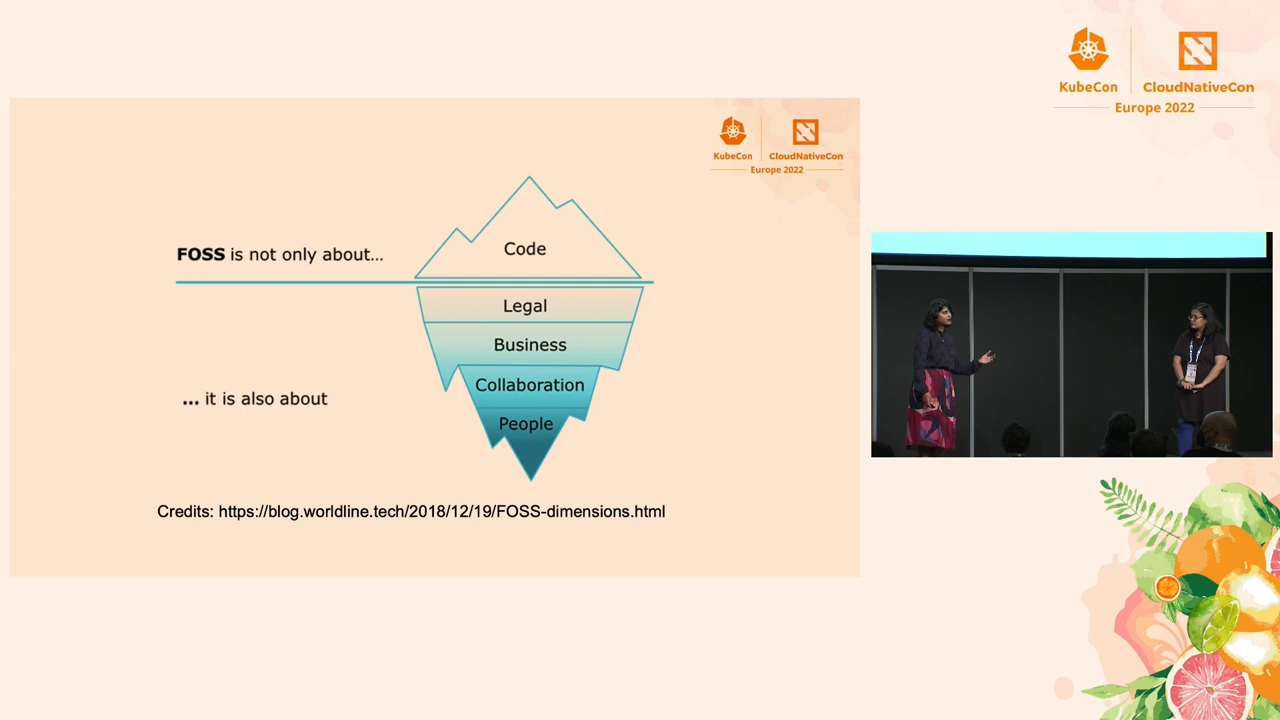 KubeCon
CloudNativeCon
Europe 2022
KubeCon
CloudNativeCon
Europe 2022
FOSS is not only about...
Code
Legal
Business
Collaboration
... it is also about
People
Credits: https://blog.worldline.tech/2018/12/19/FOSS-dimensions.html